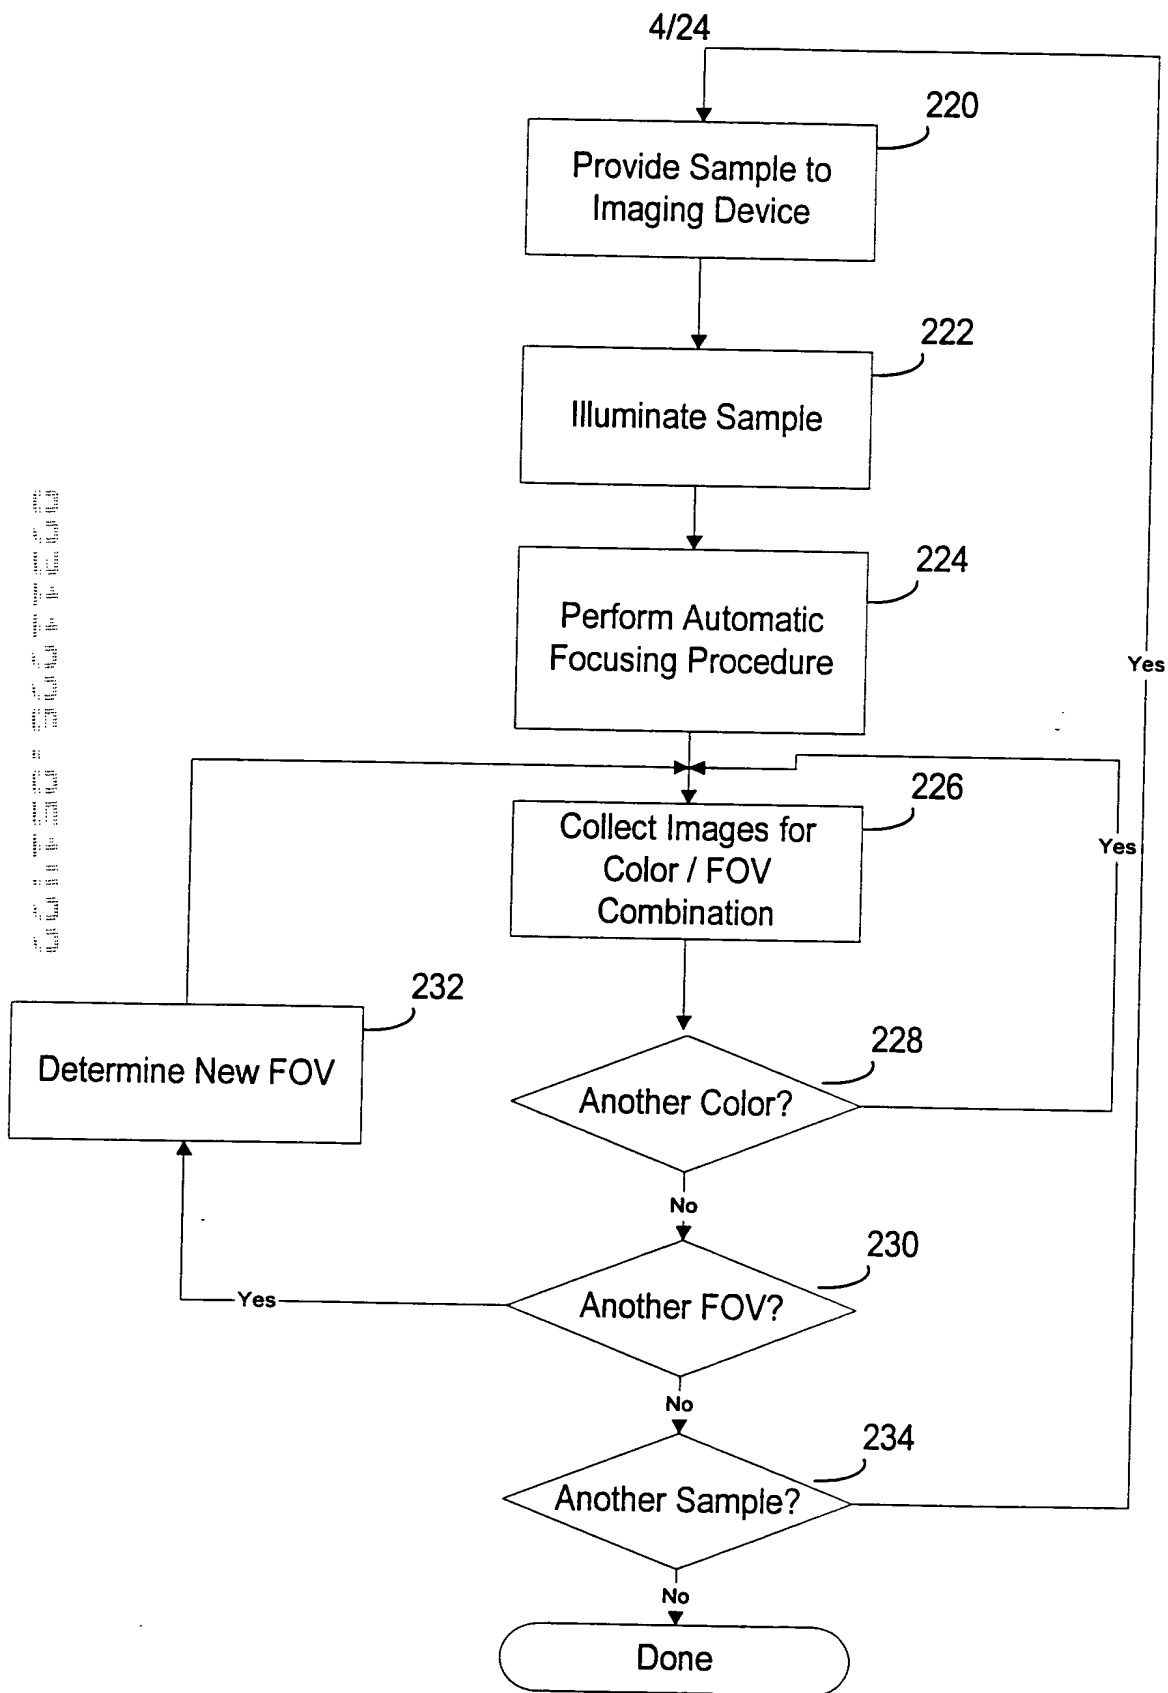 4/24
220
Provide Sample to
Imaging Device
222
Illuminate Sample
224
Perform Automatic
Focusing Procedure
Yes
226
Collect Images for
Color / FOV
Combination
Yes
232
Determine New FOV
228
Another Color?
No
230
Another FOV?
Yes
No
234
Another Sample?
No
Done